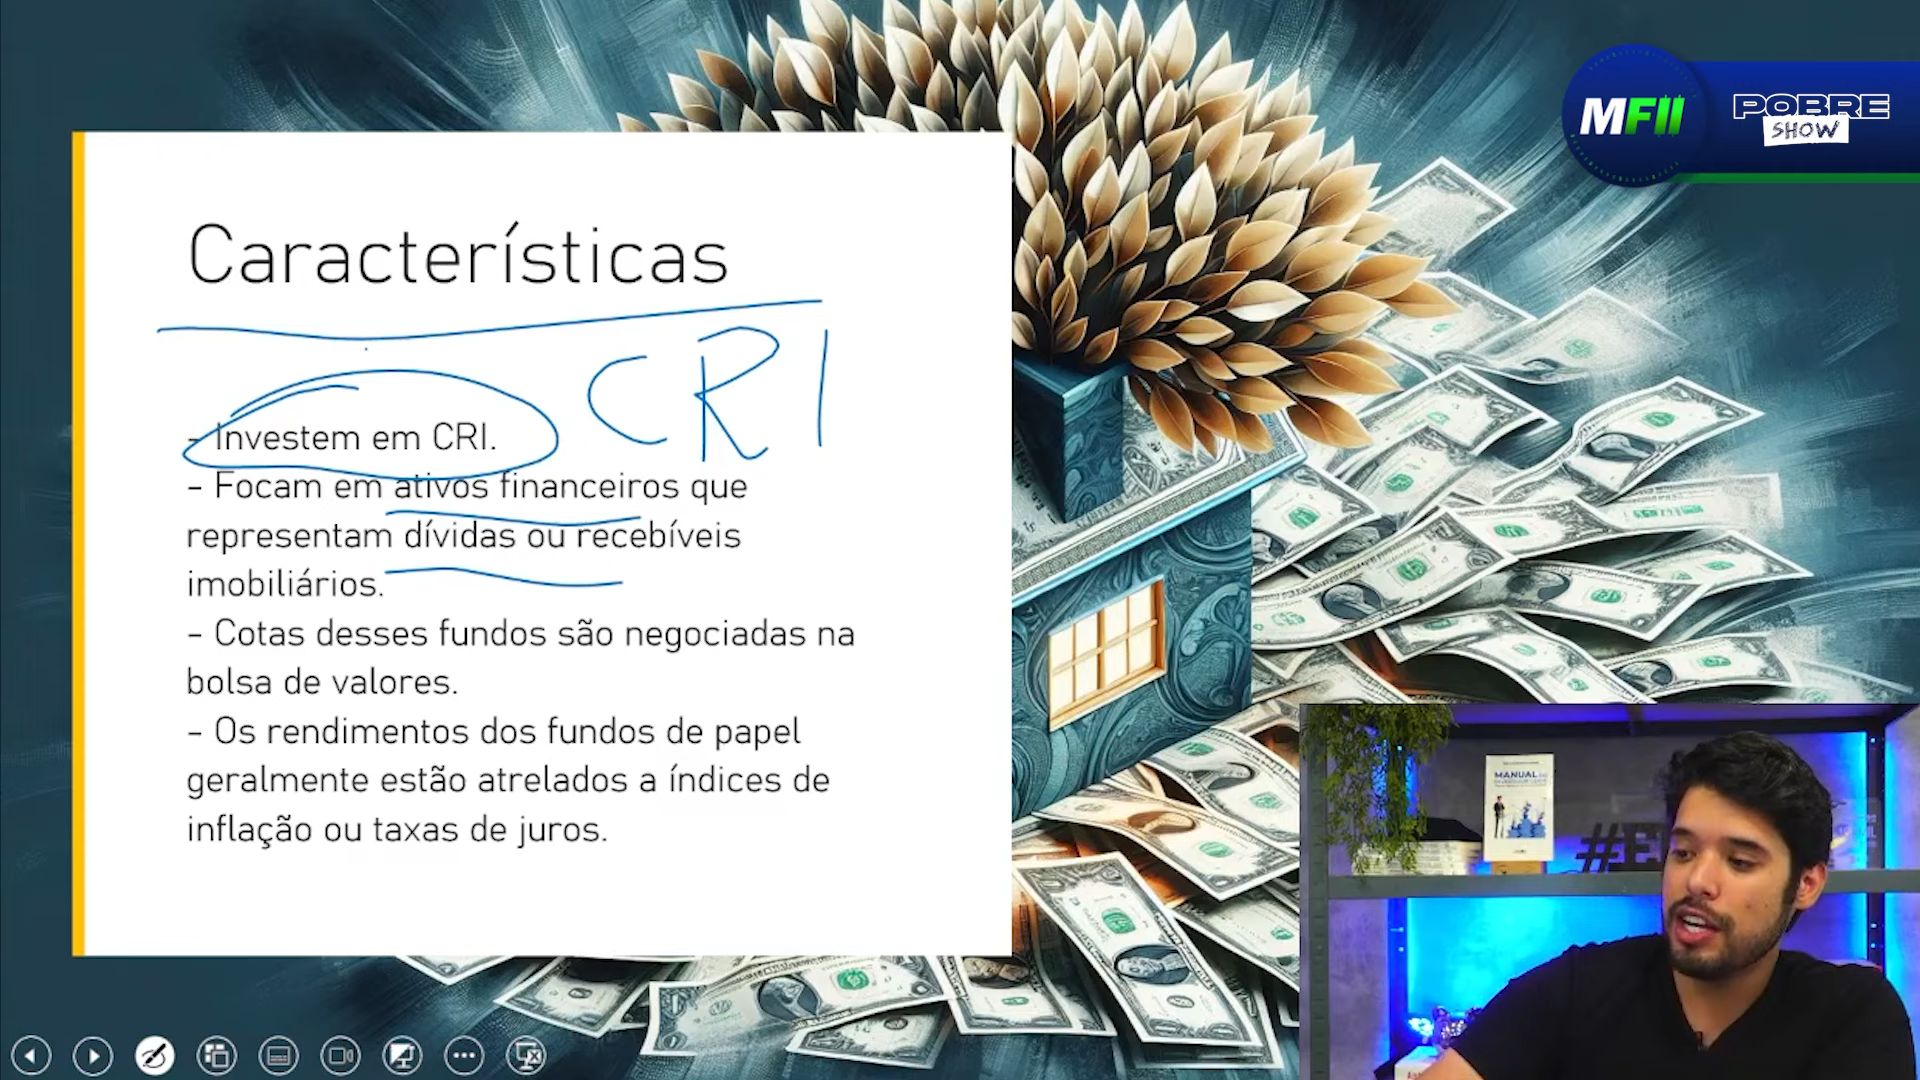 MFII
POBRE
SHOW
Características
CRI
- Investem em CRI.
- Focam em ativos financeiros que
representam dívidas ou recebíveis
imobiliários.
- Cotas desses fundos são negociadas na
bolsa de valores.
- Os rendimentos dos fundos de papel
geralmente estão atrelados a índices de
inflação ou taxas de juros.
MANUAL